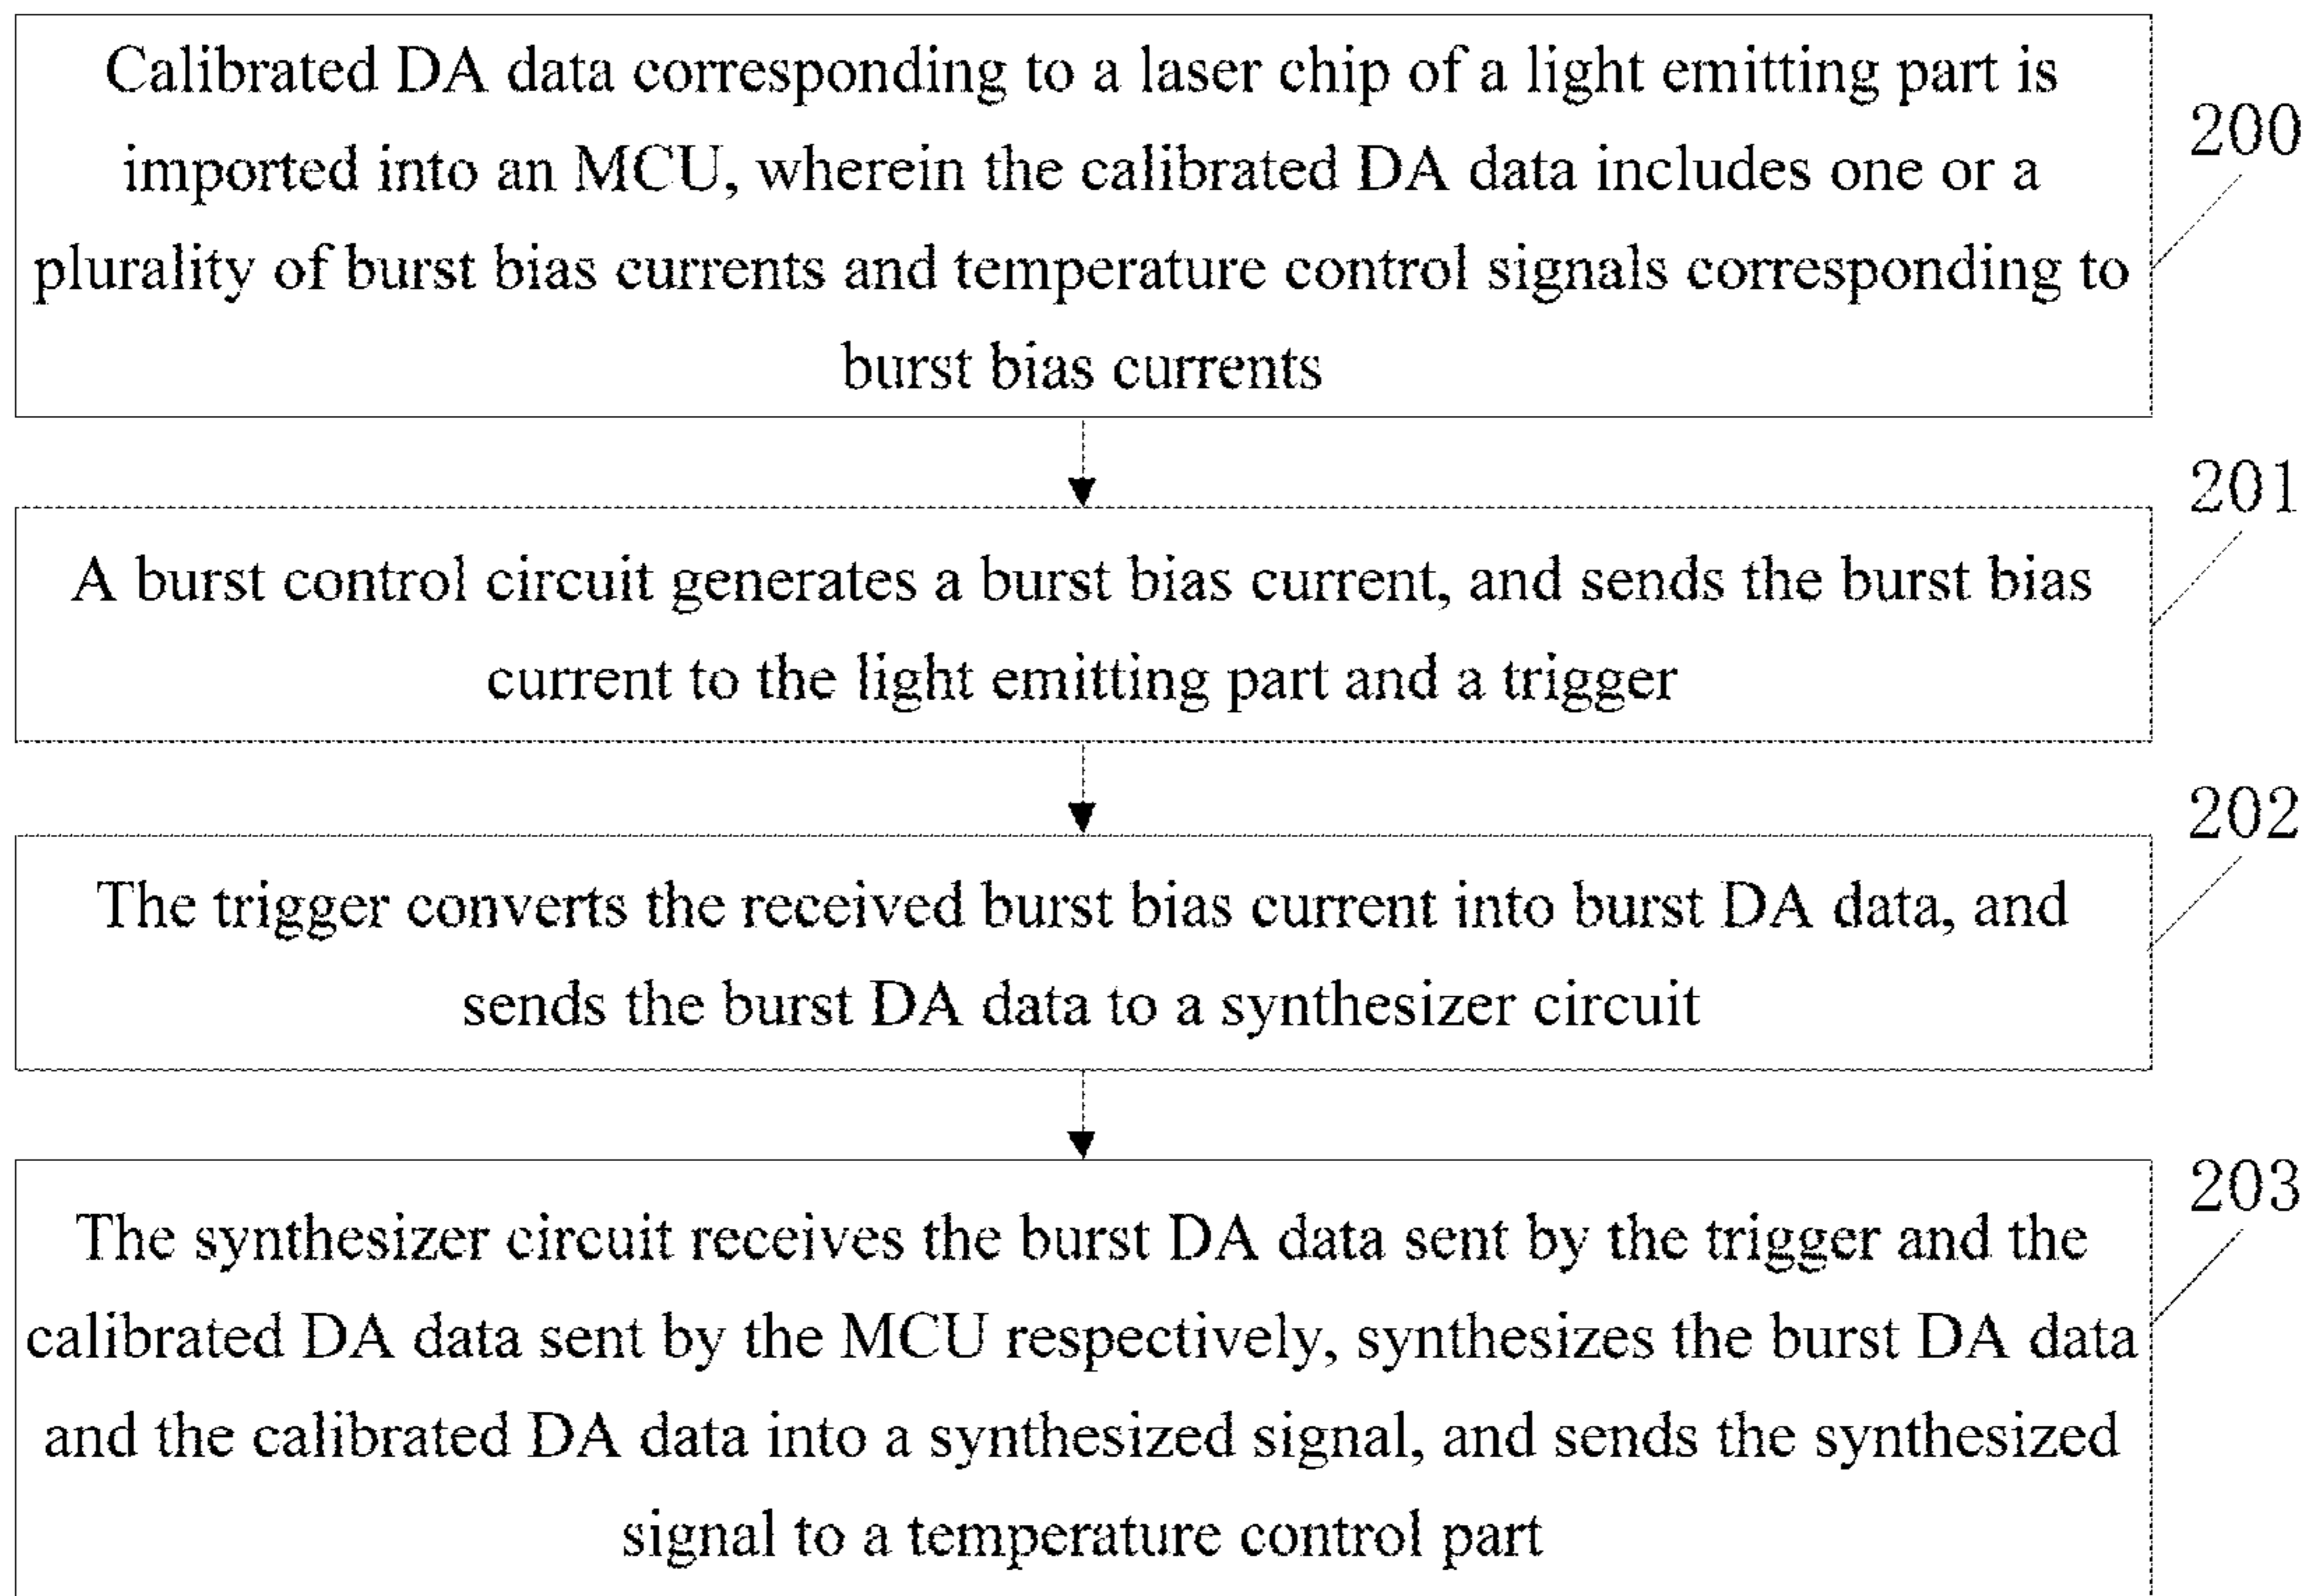 Calibrated DA data corresponding to a laser chip of a light emitting part is
imported into an MCU, wherein the calibrated DA data includes one or a
plurality of burst bias currents and temperature control signals corresponding to
burst bias currents
200
A burst control circuit generates a burst bias current, and sends the burst bias
current to the light emitting part and a trigger
201
The trigger converts the received burst bias current into burst DA data, and
sends the burst DA data to a synthesizer circuit
202
The synthesizer circuit receives the burst DA data sent by the trigger and the
calibrated DA data sent by the MCU respectively, synthesizes the burst DA data
and the calibrated DA data into a synthesized signal, and sends the synthesized
signal to a temperature control part
203